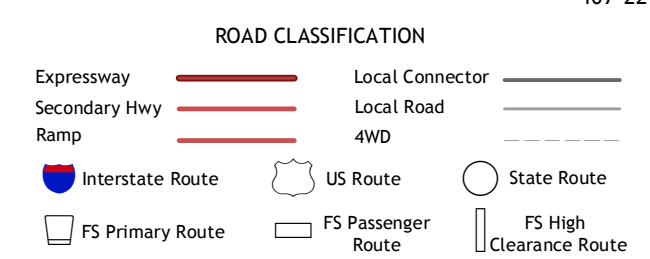 ROAD CLASSIFICATION
Expressway
Local Connector
Secondary Hwy
Local Road
Ramp
4WD
Interstate Route
US Route
State Route
FS Primary Route
FS Passenger
Route
FS High
Clearance Route